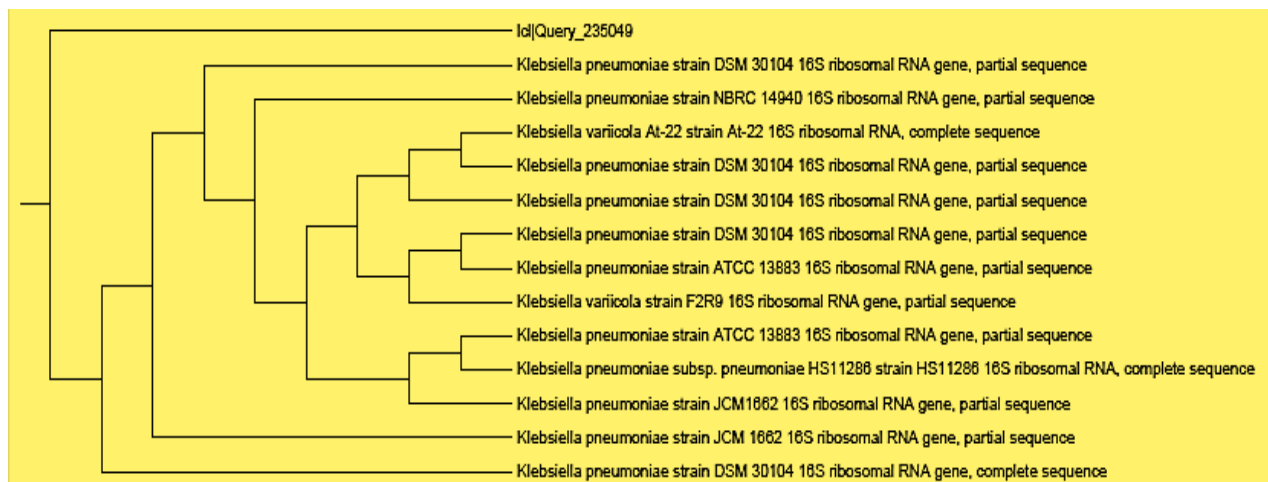 lcl|Query_235049
Klebsiella pneumoniae strain DSM 30104 16S ribosomal RNA gene, partial sequence
Klebsiella pneumoniae strain NBRC 14940 16S ribosomal RNA gene, partial sequence
Klebsiella variicola At-22 strain At-22 16S ribosomal RNA, complete sequence
Klebsiella pneumoniae strain DSM 30104 16S ribosomal RNA gene, partial sequence
Klebsiella pneumoniae strain DSM 30104 16S ribosomal RNA gene, partial sequence
Klebsiella pneumoniae strain DSM 30104 16S ribosomal RNA gene, partial sequence
Klebsiella pneumoniae strain ATCC 13883 16S ribosomal RNA gene, partial sequence
Klebsiella variicola strain F2R9 16S ribosomal RNA gene, partial sequence
Klebsiella pneumoniae strain ATCC 13883 16S ribosomal RNA gene, partial sequence
Klebsiella pneumoniae subsp. pneumoniae HS11286 strain HS11286 16S ribosomal RNA, complete sequence
Klebsiella pneumoniae strain JCM1662 16S ribosomal RNA gene, partial sequence
Klebsiella pneumoniae strain JCM 1662 16S ribosomal RNA gene, partial sequence
Klebsiella pneumoniae strain DSM 30104 16S ribosomal RNA gene, complete sequence